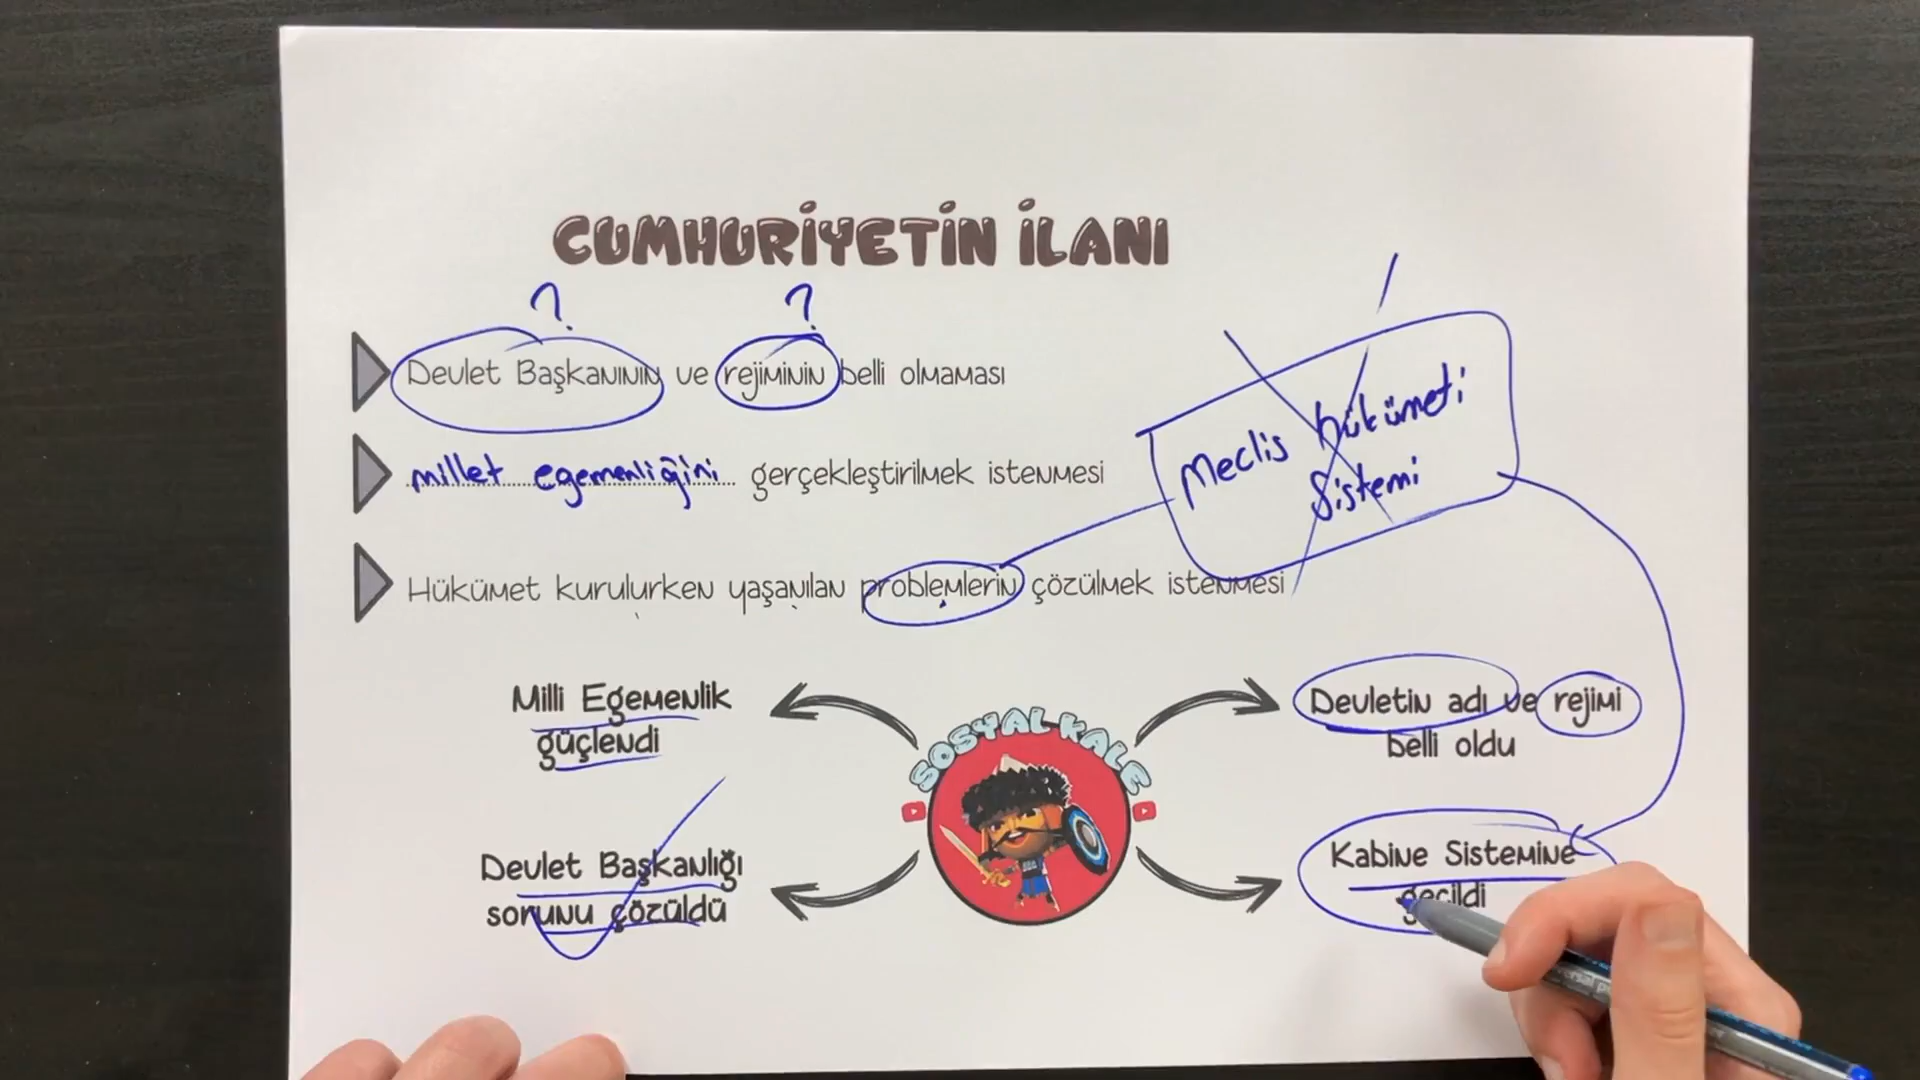 CUMHURİYETİN İLANI
? ?
Devlet Başkanının ve rejiminin belli olmaması
millet egemenliğini gerçekleştirilmek istenmesi
Meclis hükümeti
Sistemi
Hükümet kurulurken yaşanılan problemlerin çözülmek istenmesi
Milli Egemenlik
güçlendi
Devletin adı ve rejimi
belli oldu
SOSYAL KALE
Devlet Başkanlığı
sorunu çözüldü
Kabine Sistemine
geçildi